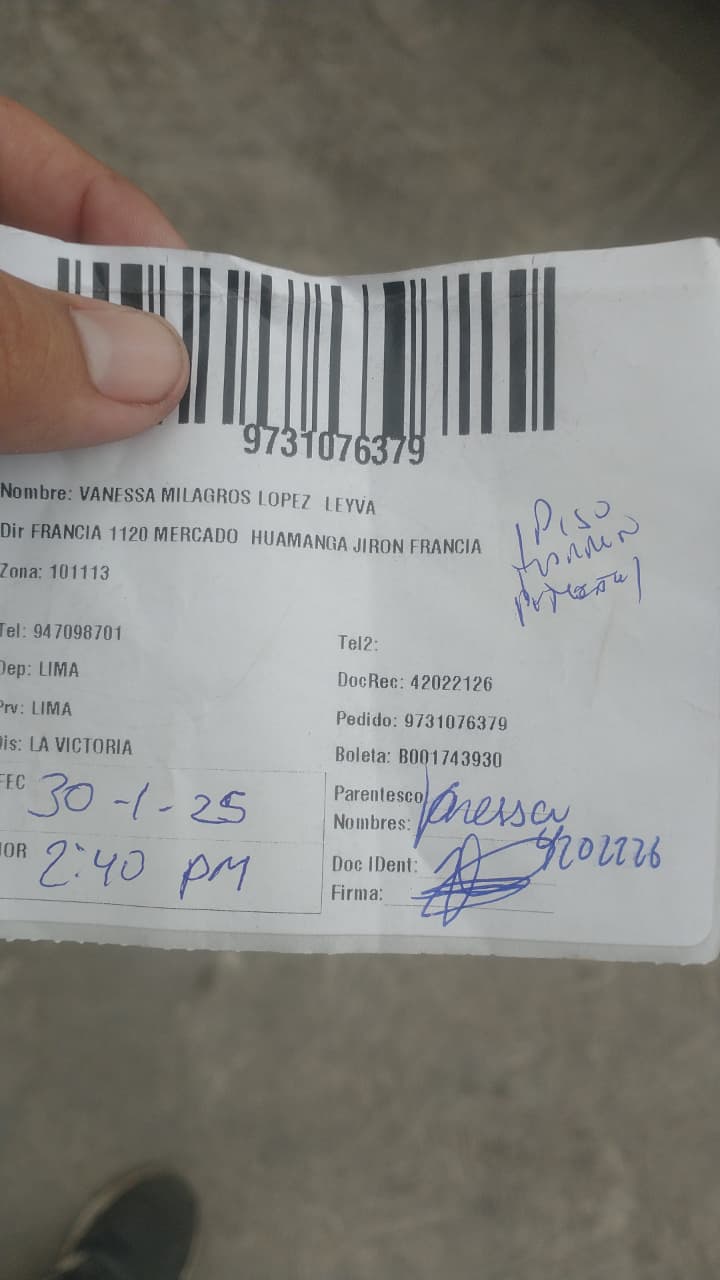 9731076379
Nombre: VANESSA MILAGROS LOPEZ LEYVA
Dir FRANCIA 1120 MERCADO HUAMANGA JIRON FRANCIA
Zona: 101113
1 PISO
Tel: 947098701
Tel2:
Dep: LIMA
DocRec: 42022126
Prv: LIMA
Pedido: 9731076379
Dis: LA VICTORIA
Boleta: B001743930
FEC 30-1-25
Parentesco
Nombres: Vanessa
HOR 2:40 PM
Doc IDent:
Firma: